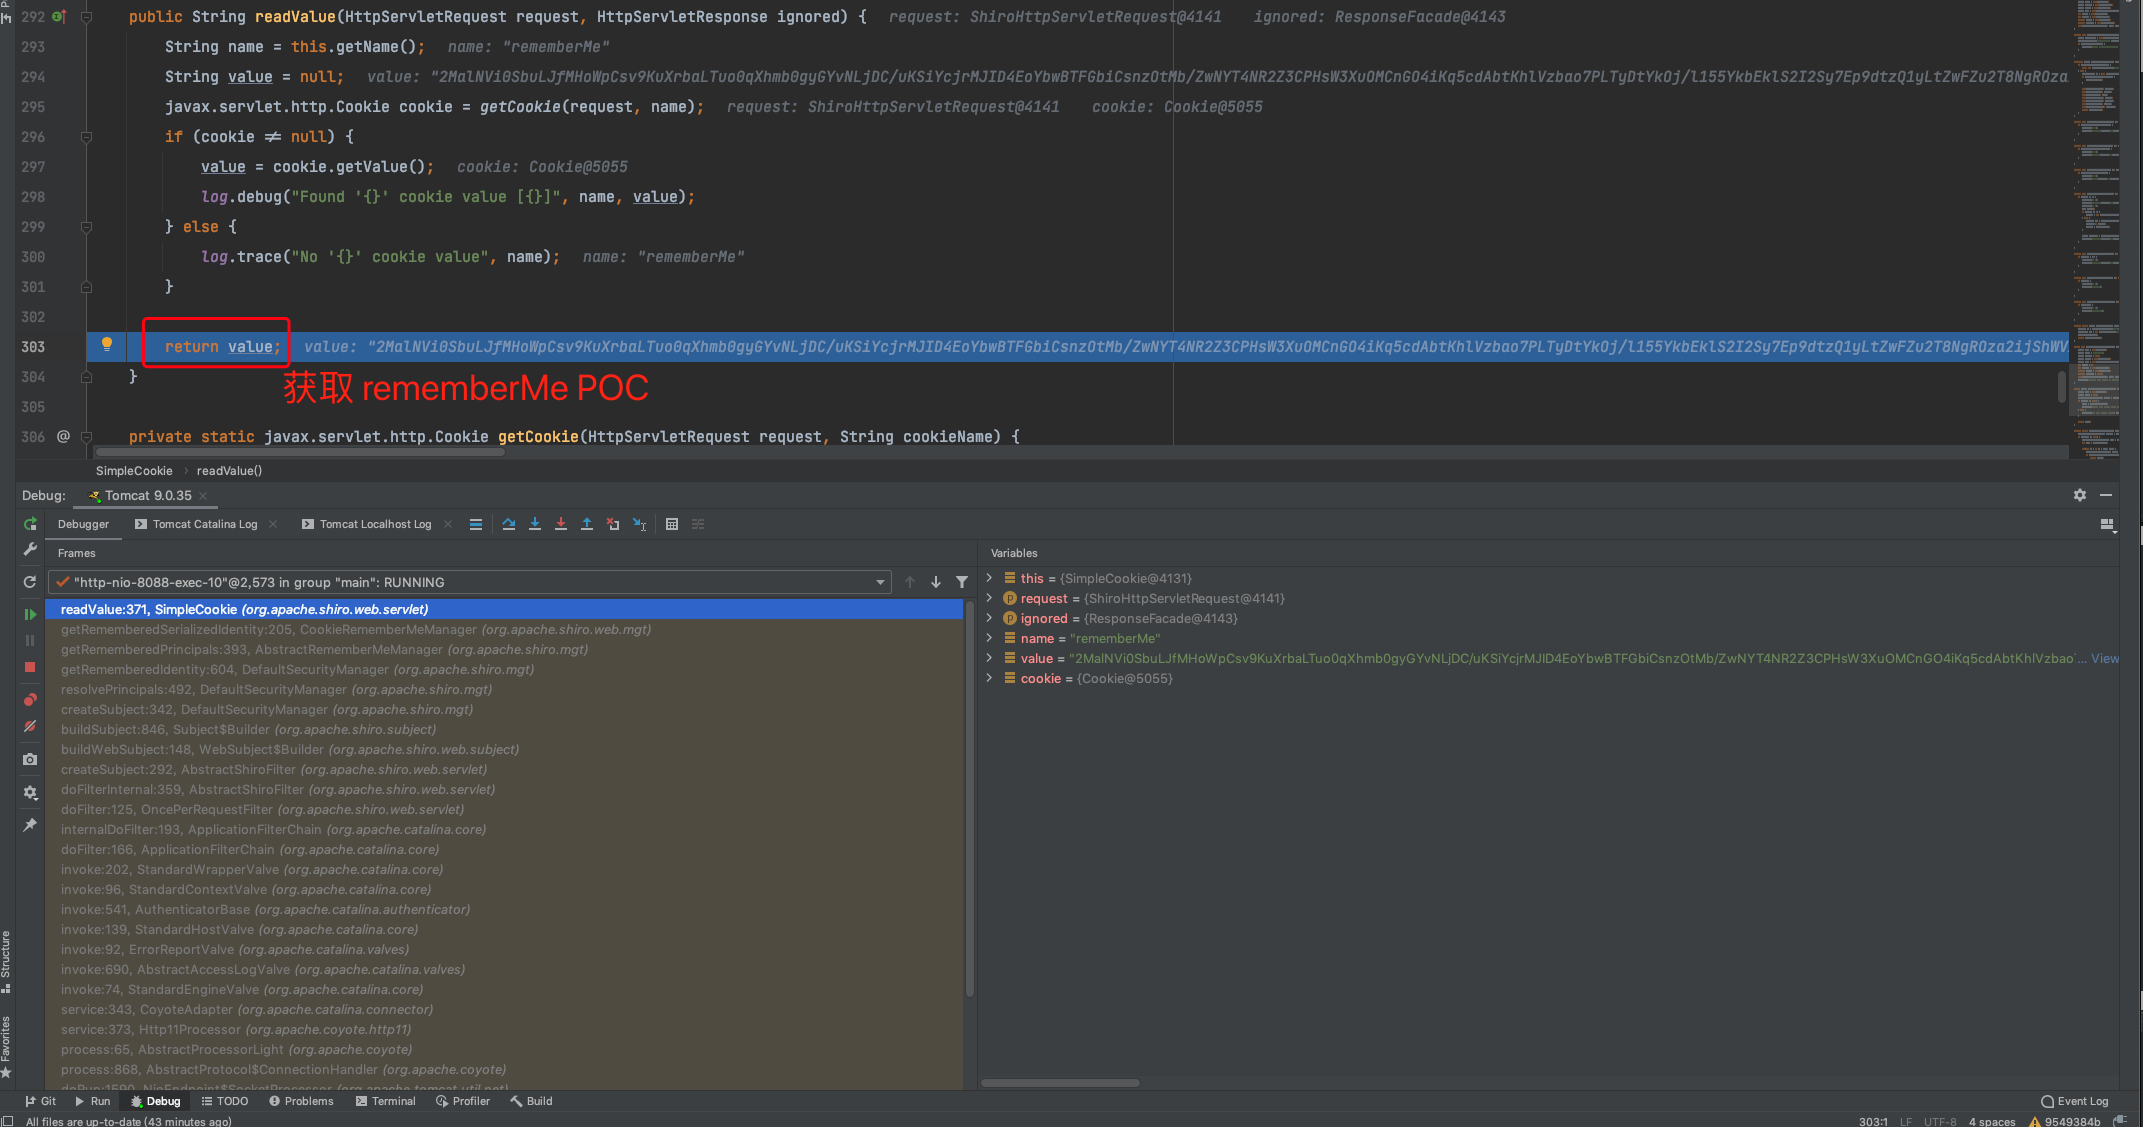 292 public String readValue(HttpServletRequest request, HttpServletResponse ignored) { request: ShiroHttpServletRequest@4141 ignored: ResponseFacade@4143
293 String name = this.getName(); name: "rememberMe"
294 String value = null; value: "2MalNVi0SbuLJfMHoWpCsv9KuXrbaLTuo0qXhmb0gyGYvNLjDC/uKSiYcjrMJID4EoYbwBTFGbiCsnzOtMb/ZwNYT4NR2Z3CPHsW3XuOMCnGO4iKq5cdAbtKhlVzbao7PLTyDtYkOj/l155YkbEklS2I2Sy7Ep9dtzQ1yLtZwFZu2T8NgROza
295 javax.servlet.http.Cookie cookie = getCookie(request, name); request: ShiroHttpServletRequest@4141 cookie: Cookie@5055
296 if (cookie ≠ null) {
297 value = cookie.getValue(); cookie: Cookie@5055
298 log.debug("Found '{}' cookie value [{}]", name, value);
299 } else {
300 log.trace("No '{}' cookie value", name); name: "rememberMe"
301 }
302
303 return value; value: "2MalNVi0SbuLJfMHoWpCsv9KuXrbaLTuo0qXhmb0gyGYvNLjDC/uKSiYcjrMJID4EoYbwBTFGbiCsnzOtMb/ZwNYT4NR2Z3CPHsW3XuOMCnGO4iKq5cdAbtKhlVzbao7PLTyDtYkOj/l155YkbEklS2I2Sy7Ep9dtzQ1yLtZwFZu2T8NgROza2ijShWV
304 }
获取 rememberMe POC
305
306 @ private static javax.servlet.http.Cookie getCookie(HttpServletRequest request, String cookieName) {
SimpleCookie › readValue()
Debug: Tomcat 9.0.35
Debugger Tomcat Catalina Log Tomcat Localhost Log
Frames
"http-nio-8088-exec-10"@2,573 in group "main": RUNNING
readValue:371, SimpleCookie (org.apache.shiro.web.servlet)
getRememberedSerializedIdentity:205, CookieRememberMeManager (org.apache.shiro.web.mgt)
getRememberedPrincipals:393, AbstractRememberMeManager (org.apache.shiro.mgt)
getRememberedIdentity:604, DefaultSecurityManager (org.apache.shiro.mgt)
resolvePrincipals:492, DefaultSecurityManager (org.apache.shiro.mgt)
createSubject:342, DefaultSecurityManager (org.apache.shiro.mgt)
buildSubject:846, Subject$Builder (org.apache.shiro.subject)
buildWebSubject:148, WebSubject$Builder (org.apache.shiro.web.subject)
createSubject:292, AbstractShiroFilter (org.apache.shiro.web.servlet)
doFilterInternal:359, AbstractShiroFilter (org.apache.shiro.web.servlet)
doFilter:125, OncePerRequestFilter (org.apache.shiro.web.servlet)
internalDoFilter:193, ApplicationFilterChain (org.apache.catalina.core)
doFilter:166, ApplicationFilterChain (org.apache.catalina.core)
invoke:202, StandardWrapperValve (org.apache.catalina.core)
invoke:96, StandardContextValve (org.apache.catalina.core)
invoke:541, AuthenticatorBase (org.apache.catalina.authenticator)
invoke:139, StandardHostValve (org.apache.catalina.core)
invoke:92, ErrorReportValve (org.apache.catalina.valves)
invoke:690, AbstractAccessLogValve (org.apache.catalina.valves)
invoke:74, StandardEngineValve (org.apache.catalina.core)
service:343, CoyoteAdapter (org.apache.catalina.connector)
service:373, Http11Processor (org.apache.coyote.http11)
process:65, AbstractProcessorLight (org.apache.coyote)
process:868, AbstractProtocol$ConnectionHandler (org.apache.coyote)
doRun:1590, NioEndpoint$SocketProcessor (org.apache.tomcat.util.net)
Variables
this = {SimpleCookie@4131}
request = {ShiroHttpServletRequest@4141}
ignored = {ResponseFacade@4143}
name = "rememberMe"
value = "2MalNVi0SbuLJfMHoWpCsv9KuXrbaLTuo0qXhmb0gyGYvNLjDC/uKSiYcjrMJID4EoYbwBTFGbiCsnzOtMb/ZwNYT4NR2Z3CPHsW3XuOMCnGO4iKq5cdAbtKhlVzbao'... View
cookie = {Cookie@5055}
Structure
Favorites
Git Run Debug TODO Problems Terminal Profiler Build Event Log
All files are up-to-date (43 minutes ago) 303:1 LF UTF-8 4 spaces 9549384b